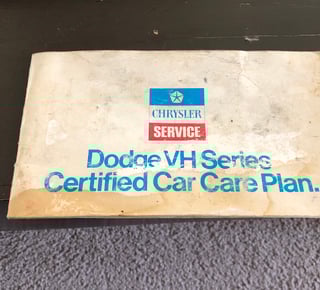 CHRYSLER
SERVICE
Dodge VH Series
Certified Car Care Plan.